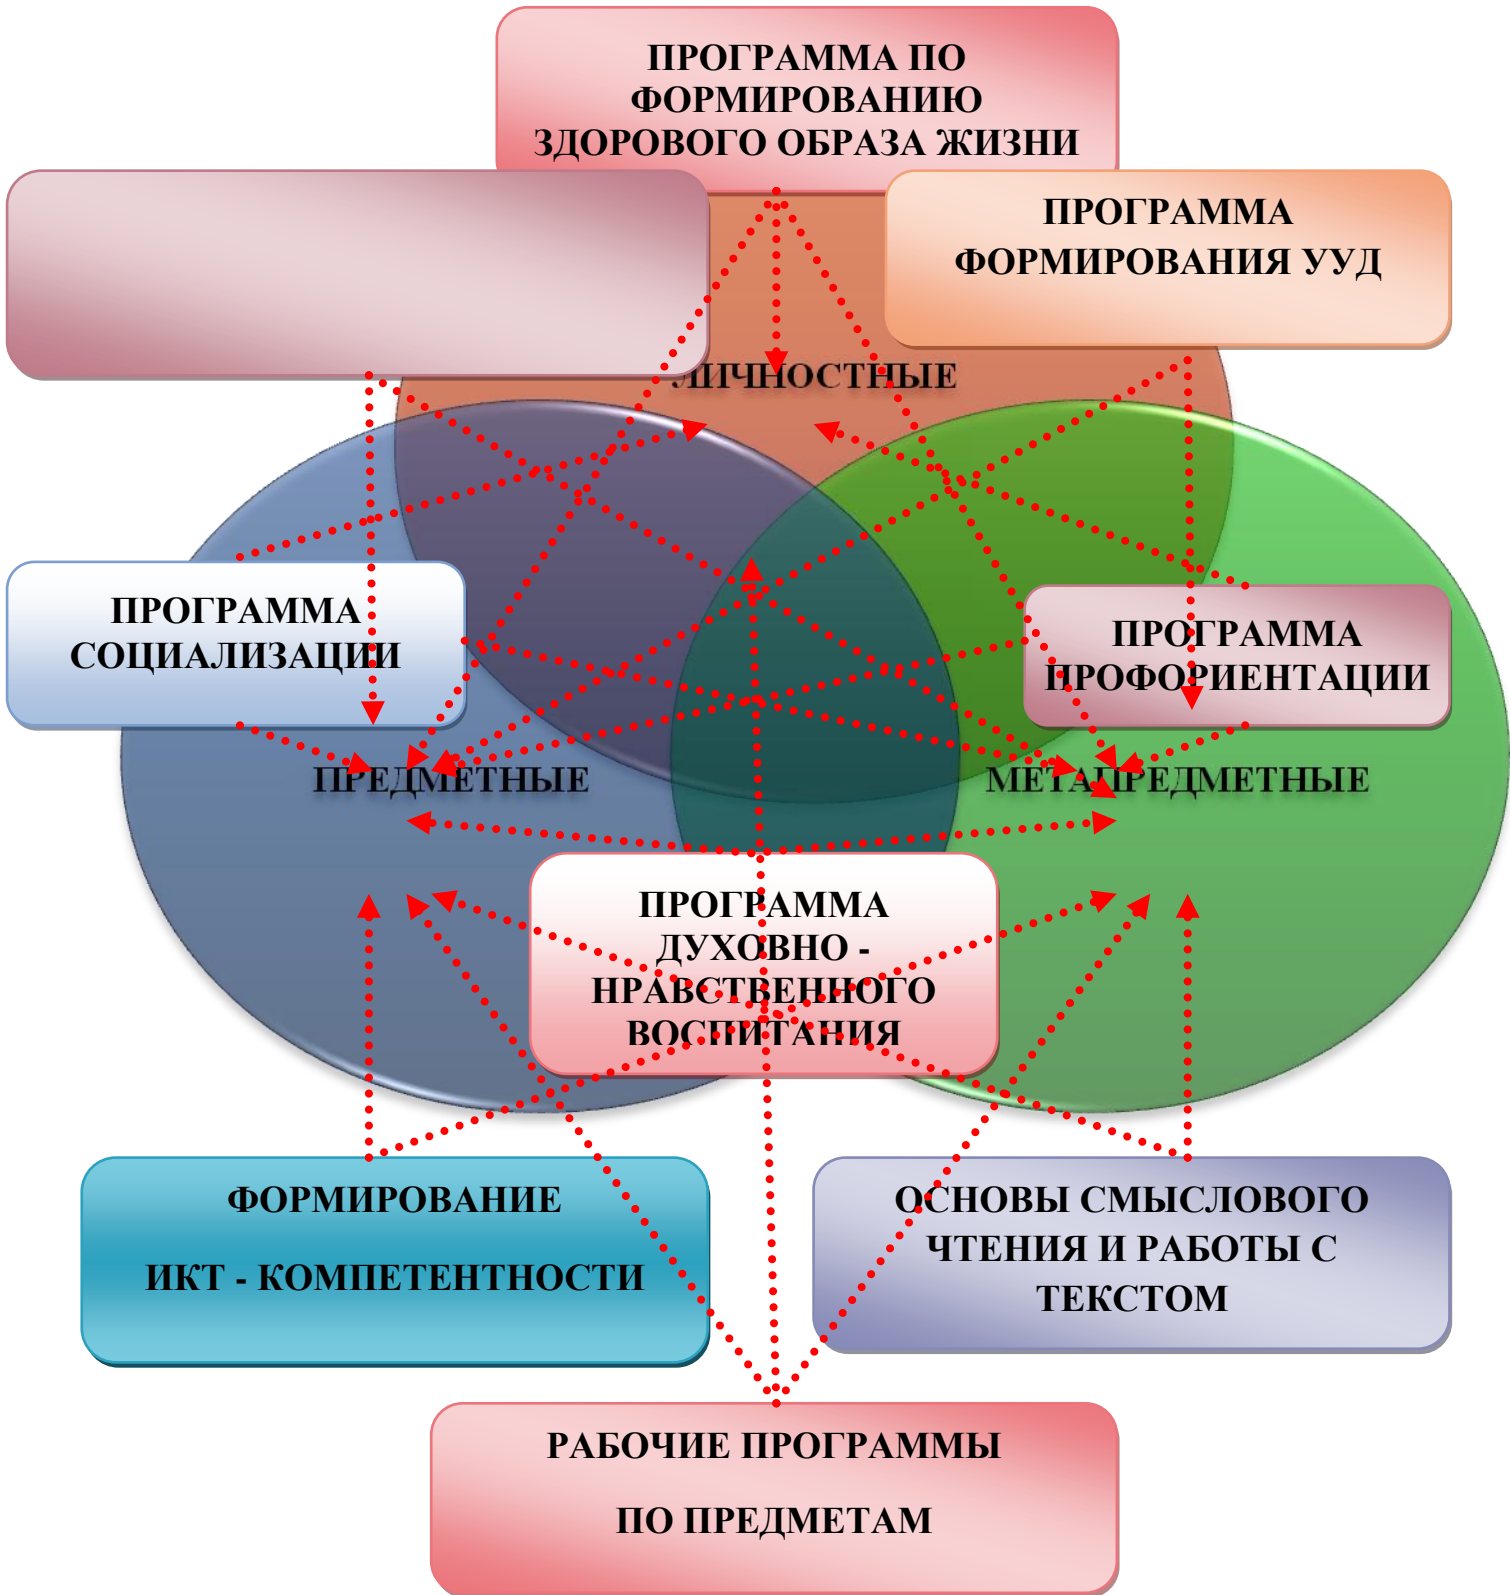 ПРОГРАММА ПО
ФОРМИРОВАНИЮ
ЗДОРОВОГО ОБРАЗА ЖИЗНИ
ПРОГРАММА
ФОРМИРОВАНИЯ УУД
ЛИЧНОСТНЫЕ
ПРОГРАММА
СОЦИАЛИЗАЦИИ
ПРОГРАММА
ПРОФОРИЕНТАЦИИ
ПРЕДМЕТНЫЕ
МЕТАПРЕДМЕТНЫЕ
ПРОГРАММА
ДУХОВНО -
НРАВСТВЕННОГО
ВОСПИТАНИЯ
ФОРМИРОВАНИЕ
ИКТ - КОМПЕТЕНТНОСТИ
ОСНОВЫ СМЫСЛОВОГО
ЧТЕНИЯ И РАБОТЫ С
ТЕКСТОМ
РАБОЧИЕ ПРОГРАММЫ
ПО ПРЕДМЕТАМ